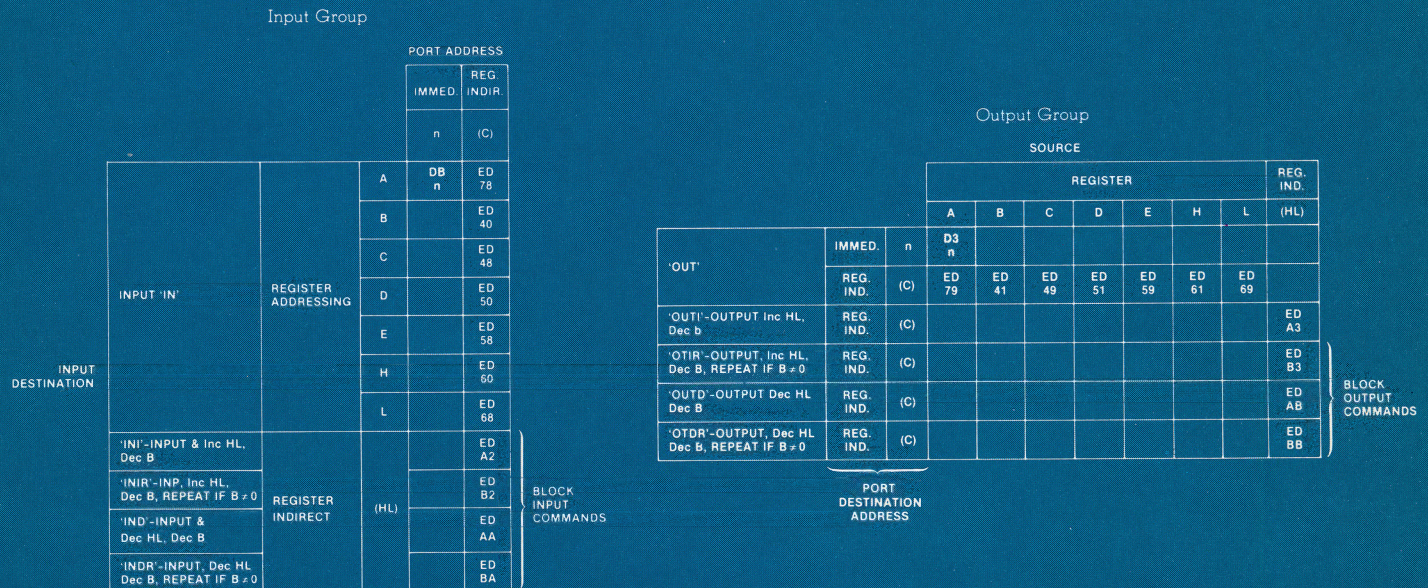 Input Group
PORT ADDRESS
IMMED.
REG. INDIR.
n
(C)
INPUT DESTINATION
INPUT 'IN'
REGISTER ADDRESSING
A
DB n
ED 78
B
ED 40
C
ED 48
D
ED 50
E
ED 58
H
ED 60
L
ED 68
'INI'-INPUT & Inc HL,
Dec B
ED A2
'INIR'-INP, Inc HL,
Dec B, REPEAT IF B≠0
ED B2
'IND'-INPUT &
Dec HL, Dec B
ED AA
'INDR'-INPUT, Dec HL
Dec B, REPEAT IF B≠0
ED BA
REGISTER INDIRECT
(HL)
BLOCK
INPUT
COMMANDS
Output Group
SOURCE
REGISTER
REG. IND.
A B C D E H L (HL)
'OUT'
IMMED. n D3 n
REG. IND. (C) ED 79 ED 41 ED 49 ED 51 ED 59 ED 61 ED 69
'OUTI'-OUTPUT Inc HL,
Dec b
REG. IND. (C) ED A3
'OTIR'-OUTPUT, Inc HL,
Dec B, REPEAT IF B≠0
REG. IND. (C) ED B3
'OUTD'-OUTPUT Dec HL
Dec B
REG. IND. (C) ED AB
'OTDR'-OUTPUT, Dec HL
Dec B, REPEAT IF B≠0
REG. IND. (C) ED BB
BLOCK
OUTPUT
COMMANDS
PORT
DESTINATION
ADDRESS